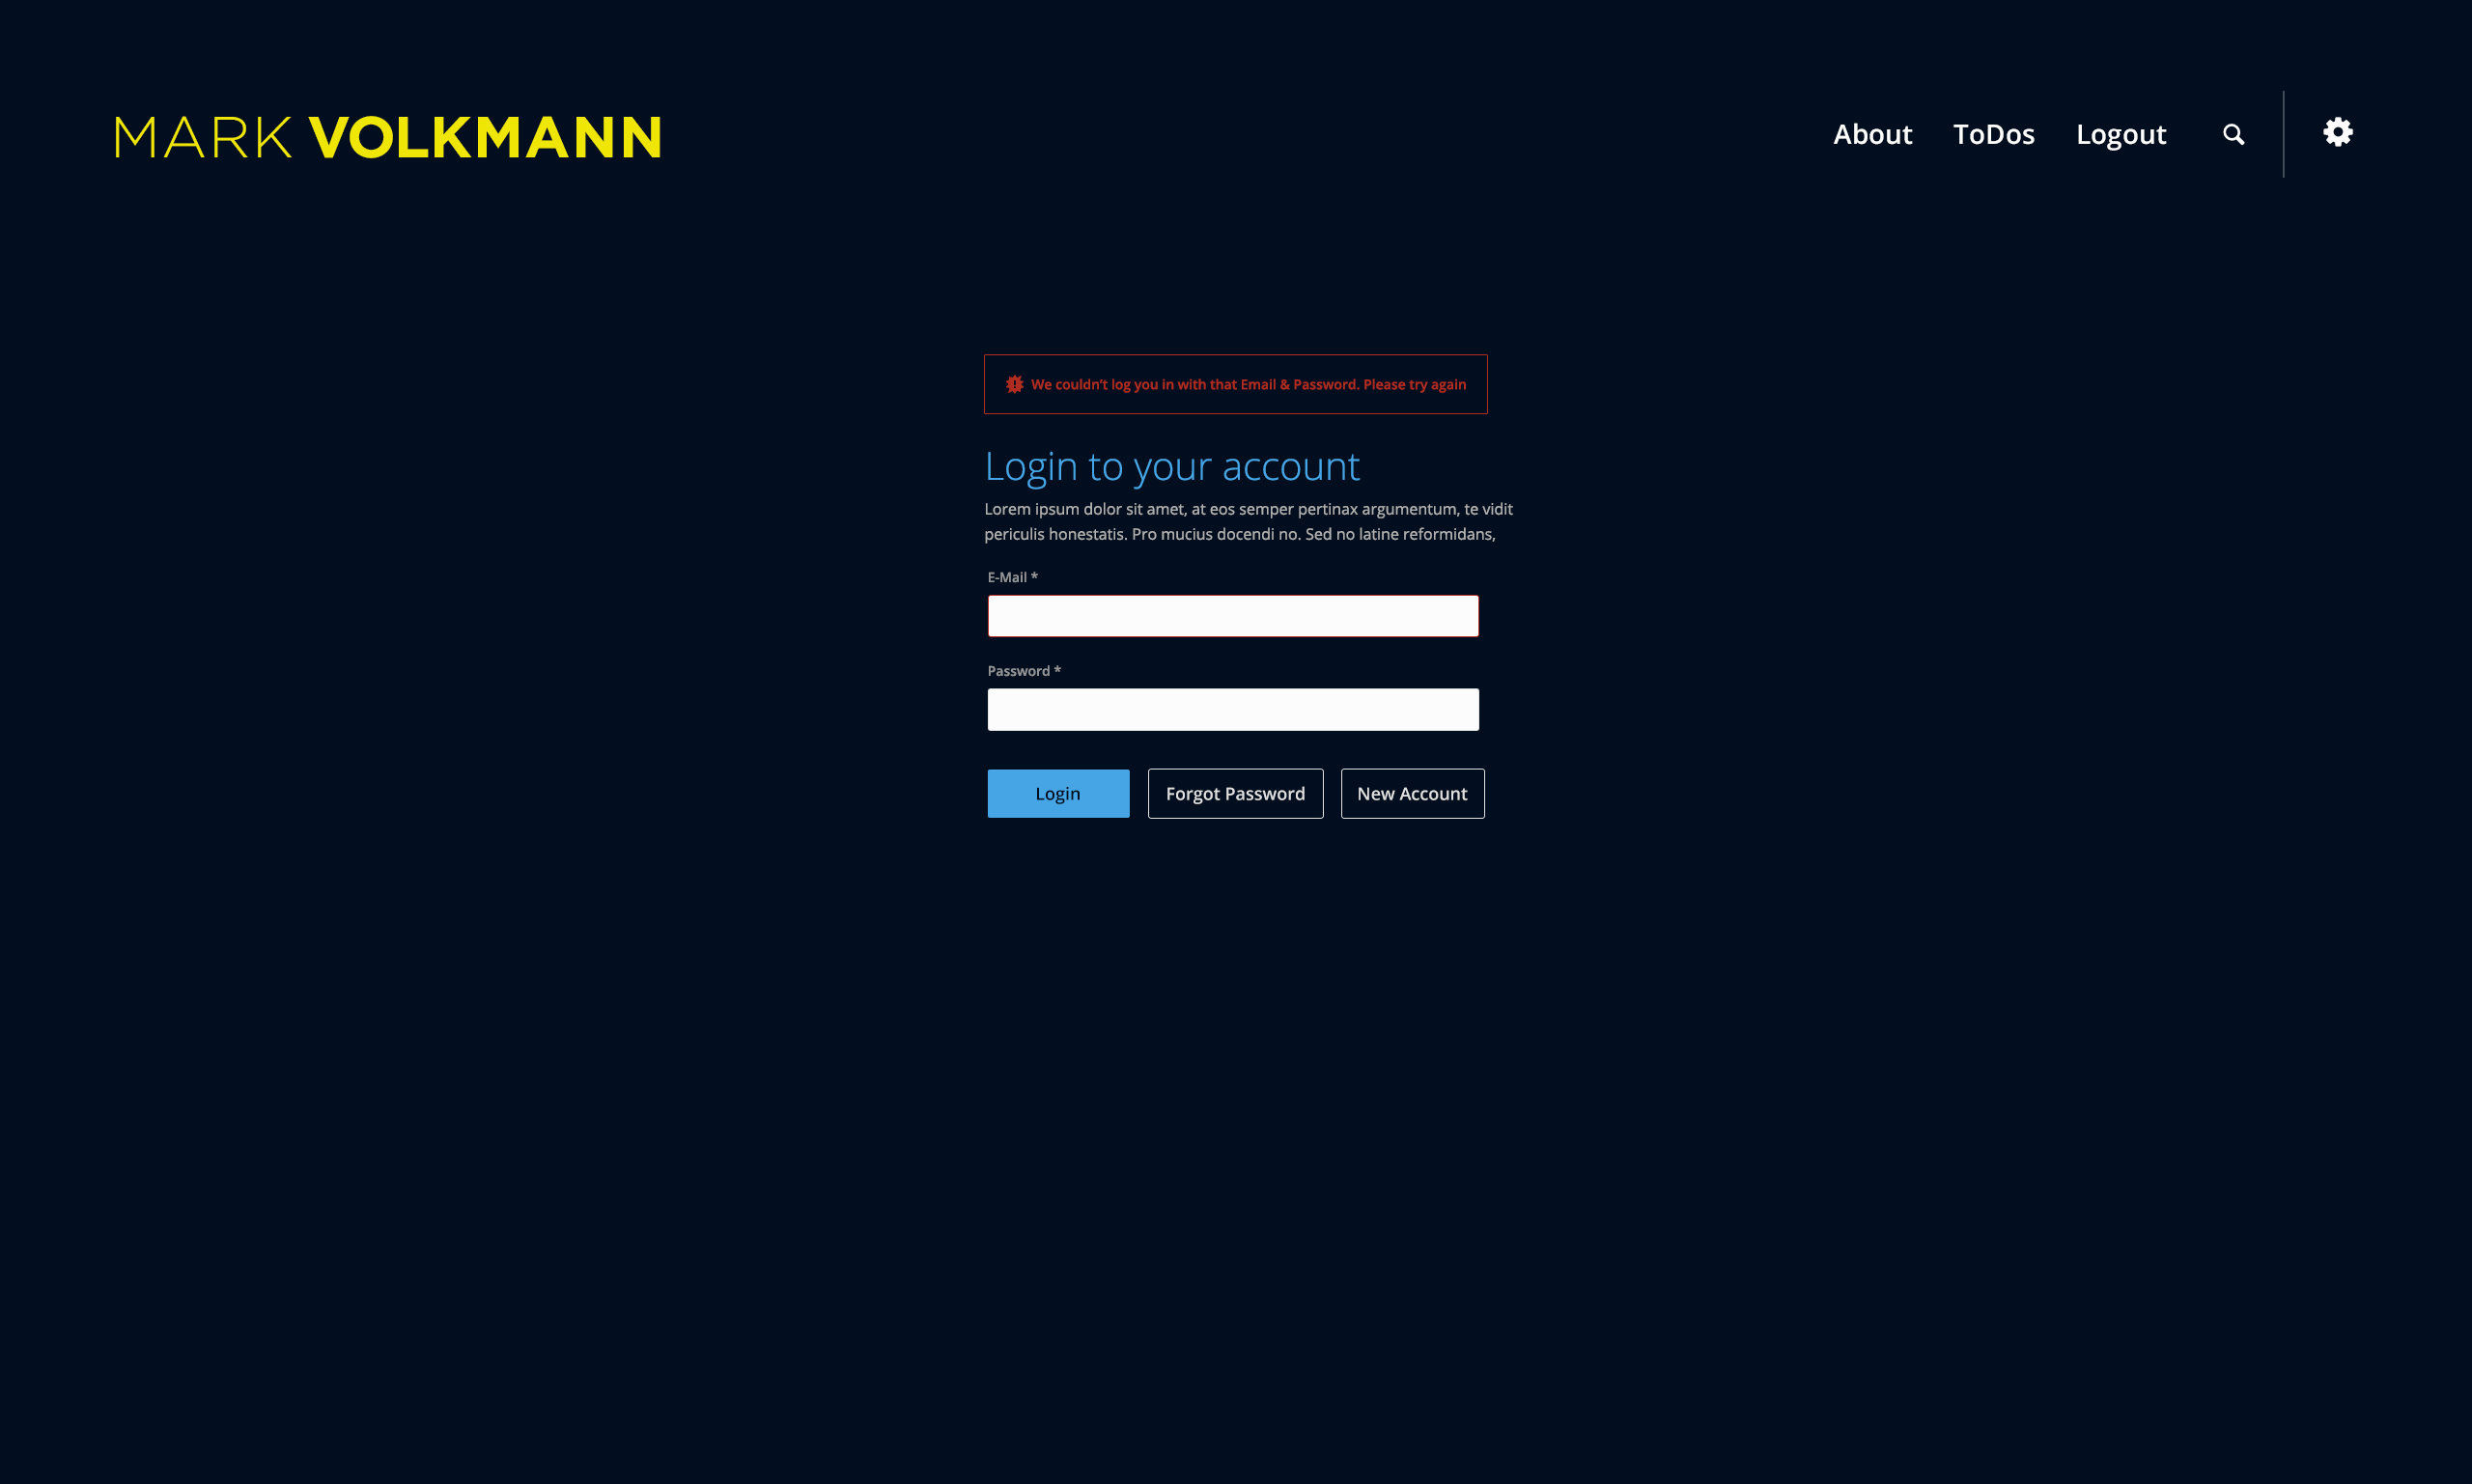 MARK VOLKMANN
About ToDos Logout
We couldn't log you in with that Email & Password. Please try again
Login to your account
Lorem ipsum dolor sit amet, at eos semper pertinax argumentum, te vidit
periculis honestatis. Pro mucius docendi no. Sed no latine reformidans,
E-Mail *
Password *
Login Forgot Password New Account